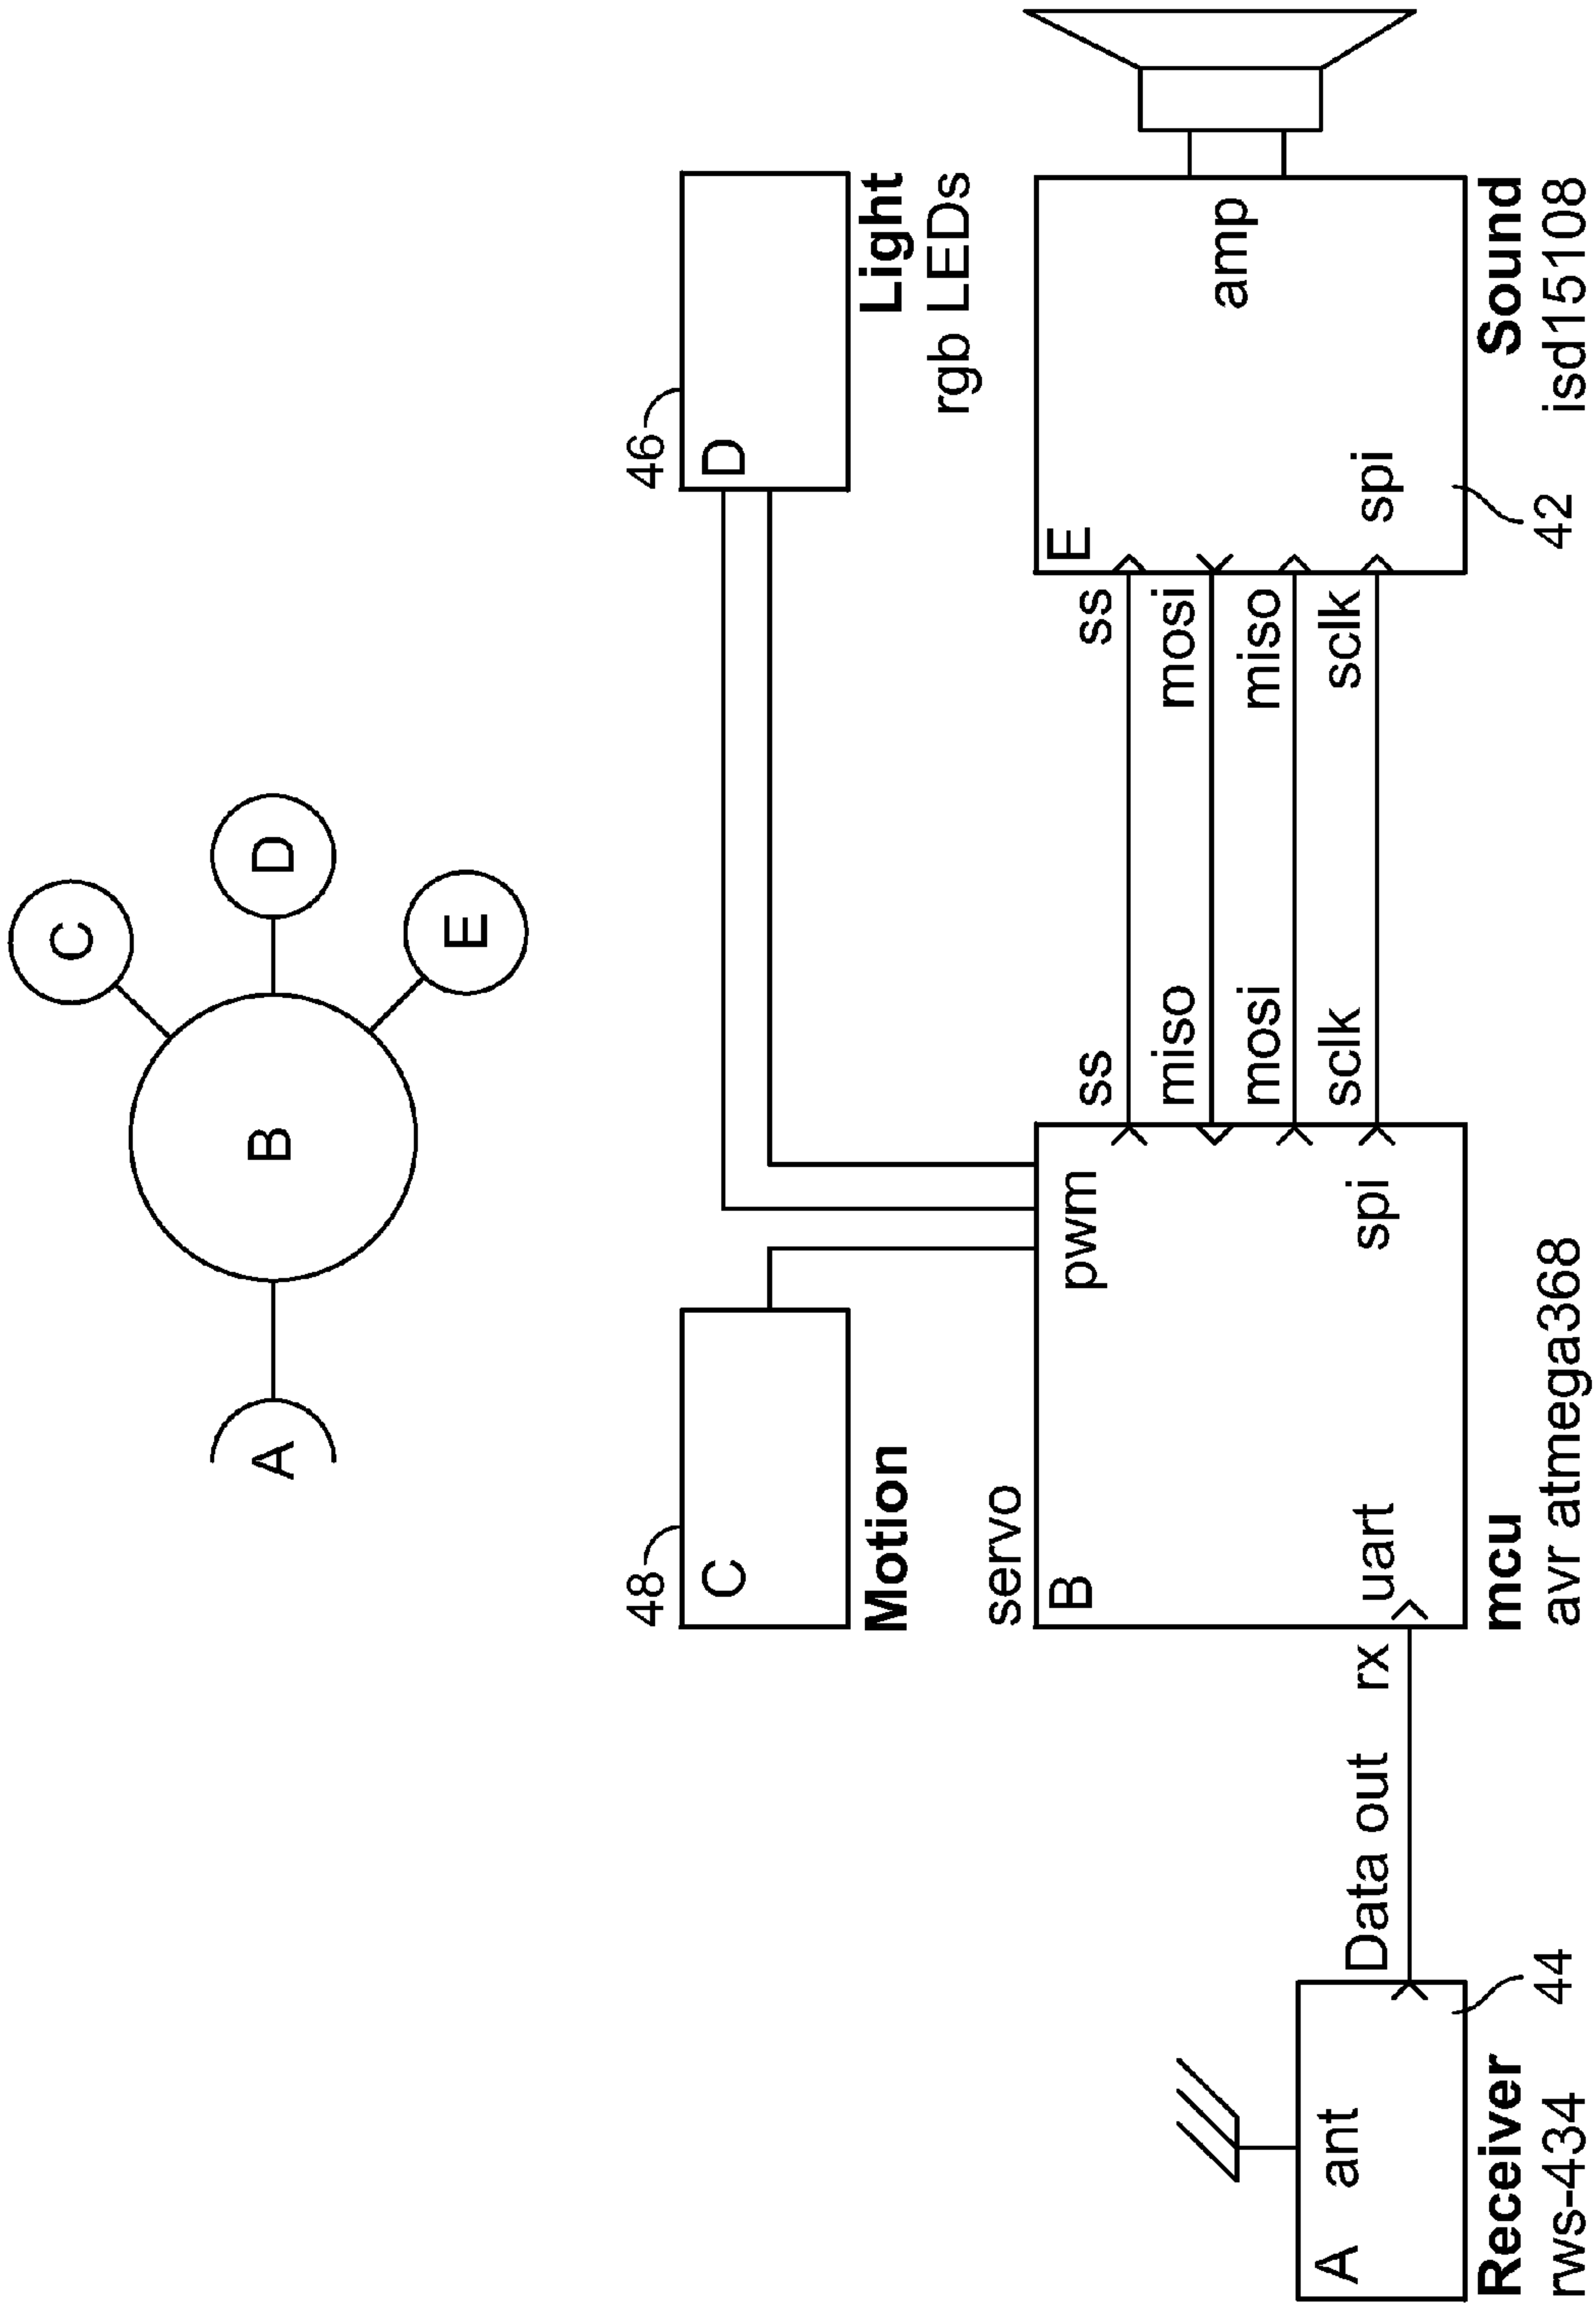 A
B
C
D
E
48
C
Motion
servo
46
D
Light
rgb LEDs
A ant
Receiver
rws-434
44
Data out rx
B
pwm
uart
spi
mcu
avr atmega368
ss ss
miso mosi
mosi miso
sclk sclk
E
amp
spi
42
Sound
isd15108